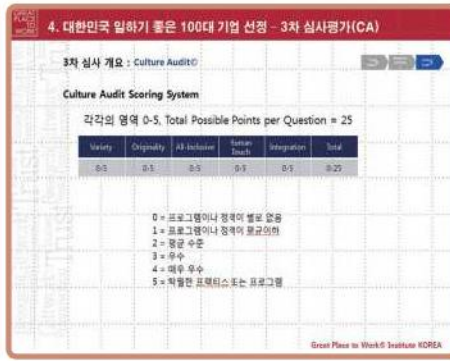 GREAT
PLACE
TO
WORK
4. 대한민국 일하기 좋은 100대 기업 선정 – 3차 심사평가(CA)
3차 심사 개요 : Culture Audit©
Culture Audit Scoring System
각각의 영역 0-5, Total Possible Points per Question = 25
Variety Originality All-Inclusive Human Touch Integration Total
0-5 0-5 0-5 0-5 0-5 0-25
0 = 프로그램이나 정책이 별로 없음
1 = 프로그램이나 정책이 평균이하
2 = 평균 수준
3 = 우수
4 = 매우 우수
5 = 탁월한 프랙티스 또는 프로그램
Great Place to Work® Institute KOREA